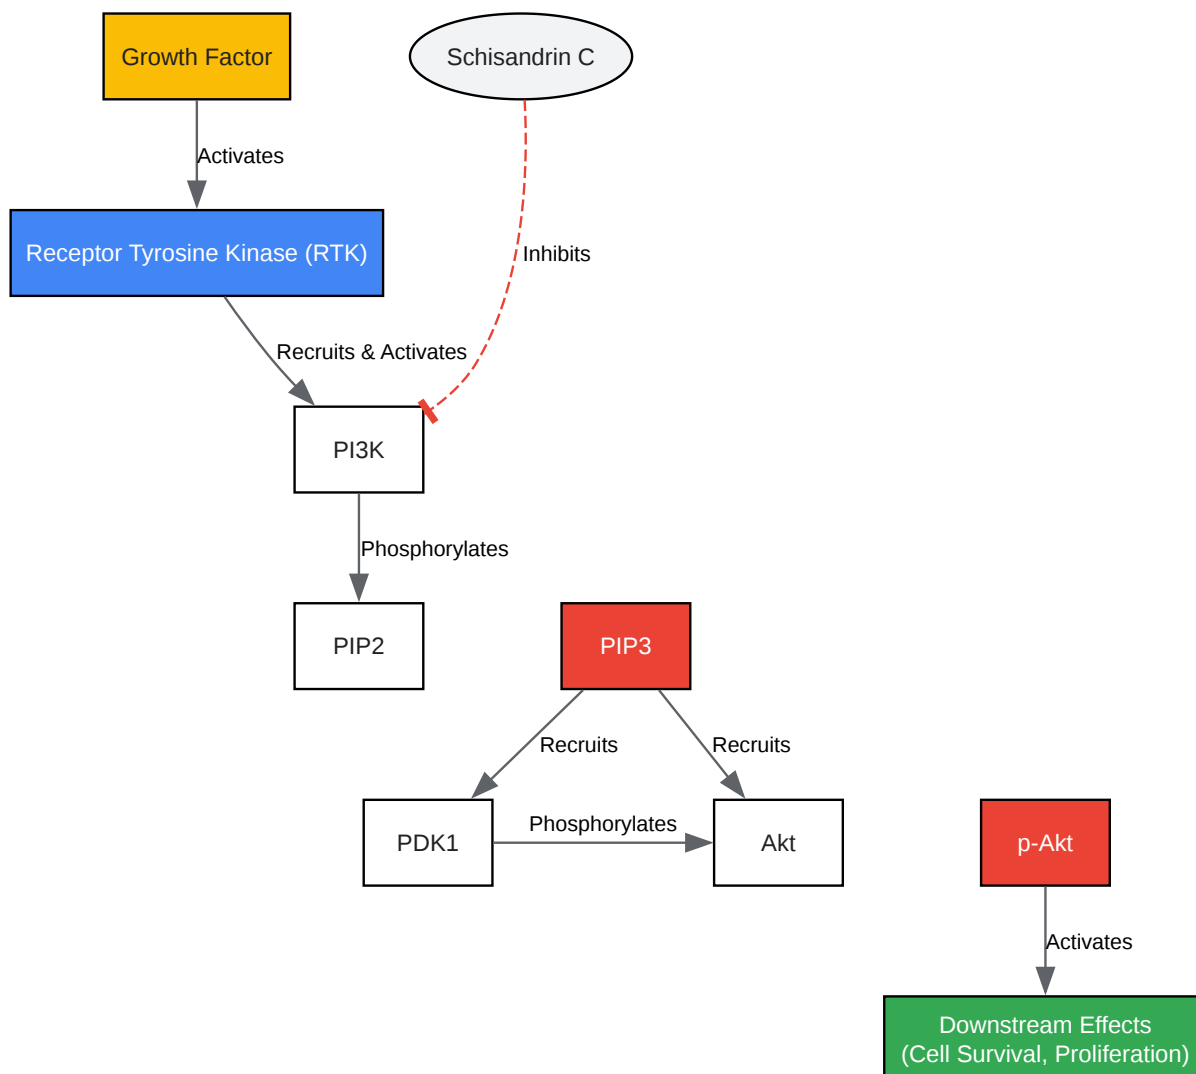 Growth Factor
Schisandrin C
Activates
Receptor Tyrosine Kinase (RTK)
Inhibits
Recruits & Activates
PI3K
Phosphorylates
PIP2
PIP3
Recruits
Recruits
Phosphorylates
PDK1
Akt
p-Akt
Activates
Downstream Effects
(Cell Survival, Proliferation)